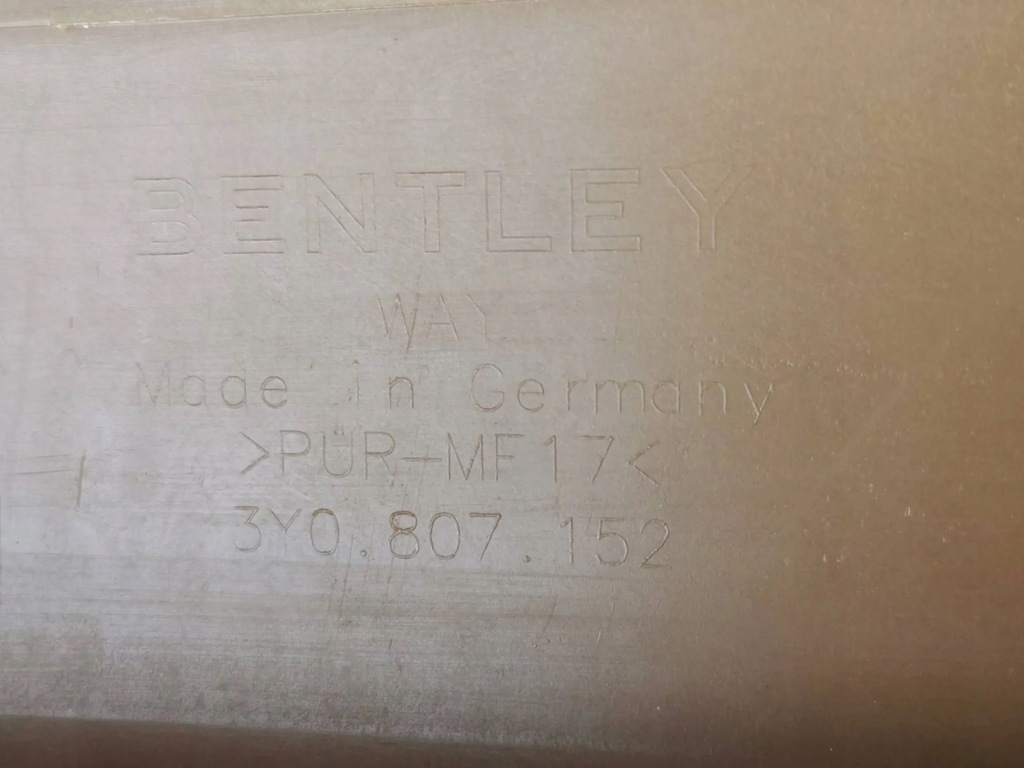 BENTLEY
WAY
Made in Germany
>PÜR-MF17<
3Y0.807.152